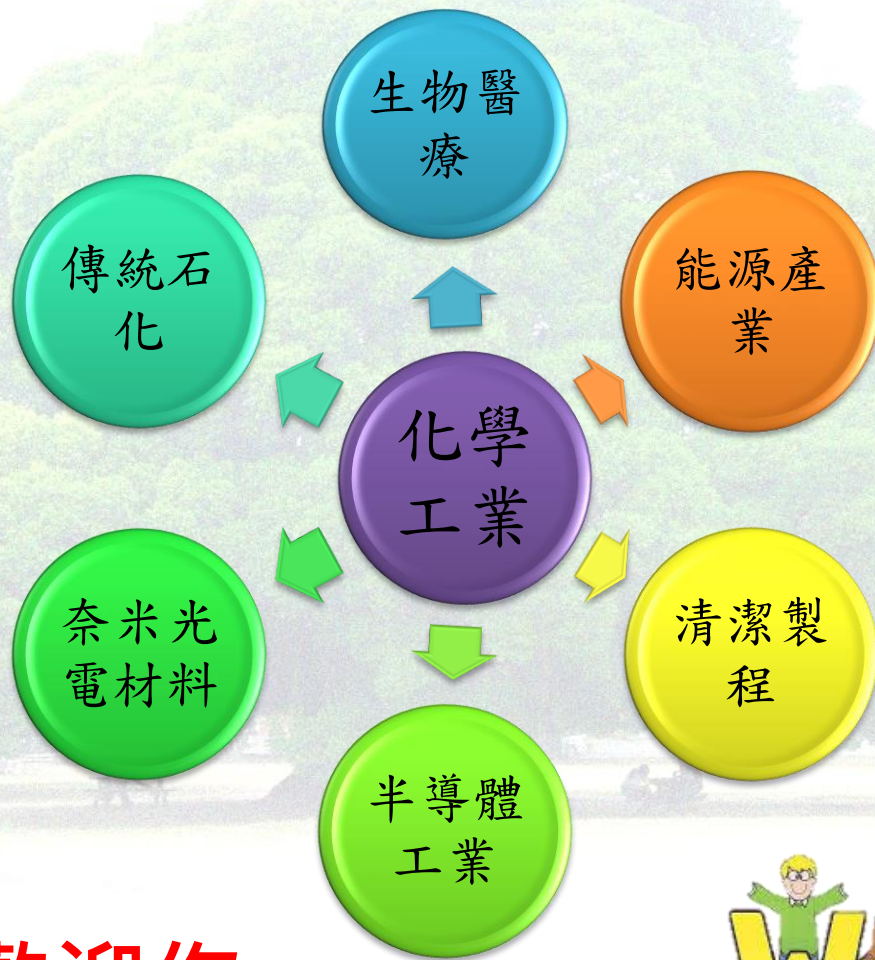 生物醫
療
傳統石
化
能源產
業
化學
工業
奈米光
電材料
清潔製
程
半導體
工業